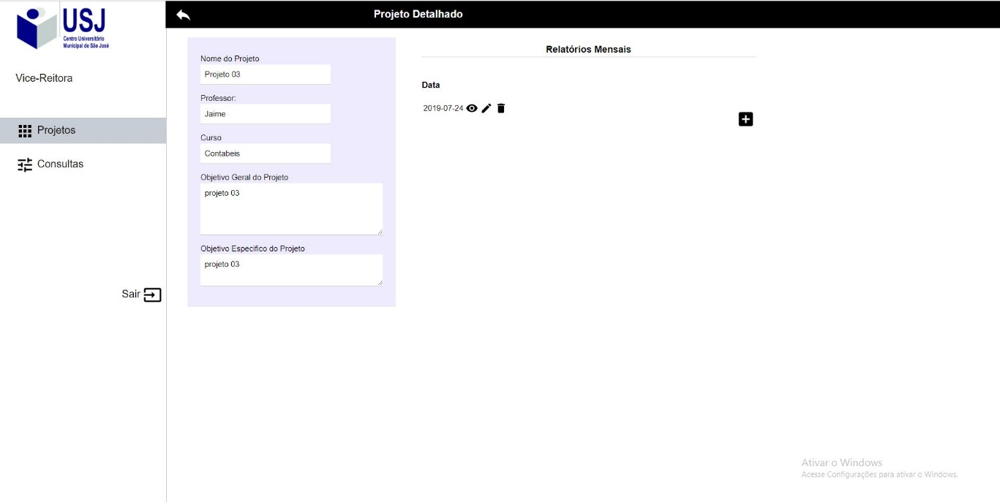 USJ
Centro Universitário
Municipal de São José
Vice-Reitora
Projetos
Consultas
Sair
Projeto Detalhado
Nome do Projeto
Projeto 03
Professor:
Jaime
Curso
Contabeis
Objetivo Geral do Projeto
projeto 03
Objetivo Especifico do Projeto
projeto 03
Relatórios Mensais
Data
2019-07-24
Ativar o Windows
Acesse Configurações para ativar o Windows.